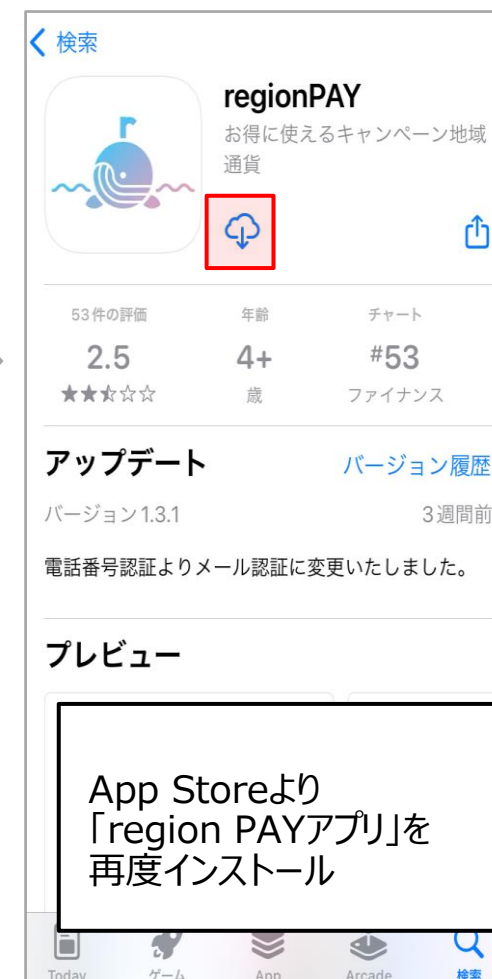 検索
regionPAY
お得に使えるキャンペーン地域
通貨
53件の評価
年齢
チャート
2.5
4+
#53
★★☆☆☆
歳
ファイナンス
アップデート
バージョン履歴
バージョン 1.3.1
3週間前
電話番号認証よりメール認証に変更いたしました。
プレビュー
App Storeより
「region PAYアプリ」を
再度インストール
Today
ゲーム
App
Arcade
検索